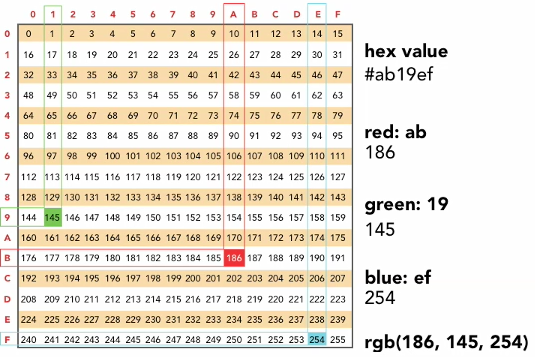 0 1 2 3 4 5 6 7 8 9 A B C D E F
0 0 1 2 3 4 5 6 7 8 9 10 11 12 13 14 15
1 16 17 18 19 20 21 22 23 24 25 26 27 28 29 30 31
2 32 33 34 35 36 37 38 39 40 41 42 43 44 45 46 47
3 48 49 50 51 52 53 54 55 56 57 58 59 60 61 62 63
4 64 65 66 67 68 69 70 71 72 73 74 75 76 77 78 79
5 80 81 82 83 84 85 86 87 88 89 90 91 92 93 94 95
6 96 97 98 99 100 101 102 103 104 105 106 107 108 109 110 111
7 112 113 114 115 116 117 118 119 120 121 122 123 124 125 126 127
8 128 129 130 131 132 133 134 135 136 137 138 139 140 141 142 143
9 144 145 146 147 148 149 150 151 152 153 154 155 156 157 158 159
A 160 161 162 163 164 165 166 167 168 169 170 171 172 173 174 175
B 176 177 178 179 180 181 182 183 184 185 186 187 188 189 190 191
C 192 193 194 195 196 197 198 199 200 201 202 203 204 205 206 207
D 208 209 210 211 212 213 214 215 216 217 218 219 220 221 222 223
E 224 225 226 227 228 229 230 231 232 233 234 235 236 237 238 239
F 240 241 242 243 244 245 246 247 248 249 250 251 252 253 254 255
hex value
#ab19ef
red: ab
186
green: 19
145
blue: ef
254
rgb(186, 145, 254)